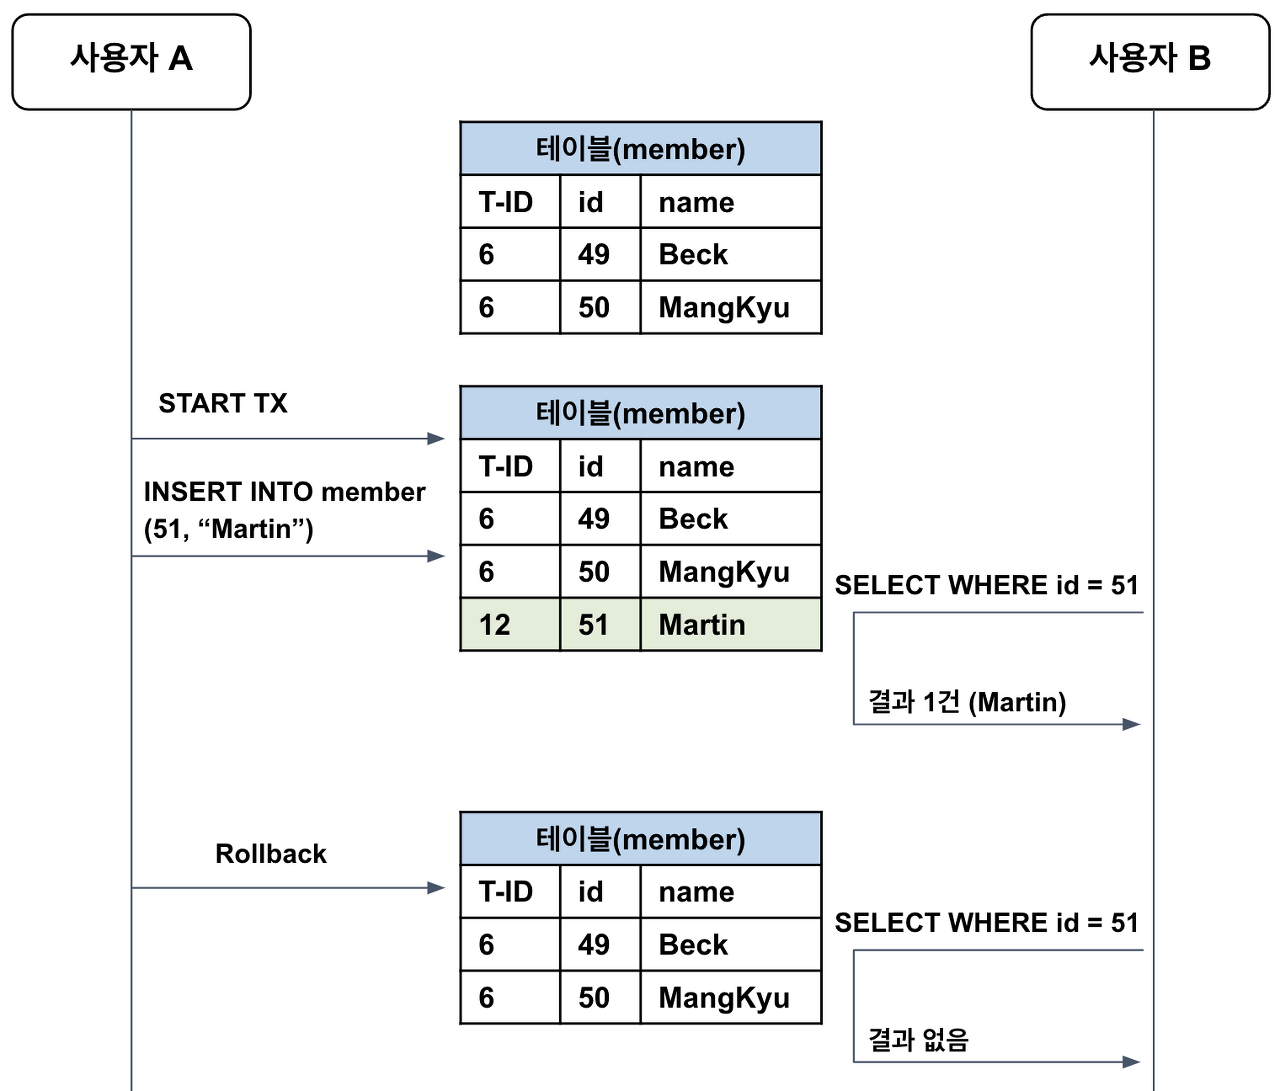 사용자 A
사용자 B
테이블(member)
T-ID id name
6 49 Beck
6 50 MangKyu
START TX
테이블(member)
T-ID id name
INSERT INTO member
(51, “Martin”)
6 49 Beck
6 50 MangKyu
12 51 Martin
SELECT WHERE id = 51
결과 1건 (Martin)
Rollback
테이블(member)
T-ID id name
6 49 Beck
6 50 MangKyu
SELECT WHERE id = 51
결과 없음